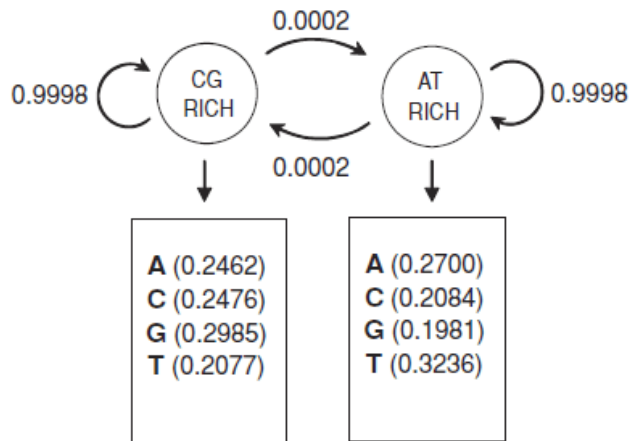 0.0002
CG
RICH
AT
RICH
0.9998
0.9998
0.0002
A (0.2462)
C (0.2476)
G (0.2985)
T (0.2077)
A (0.2700)
C (0.2084)
G (0.1981)
T (0.3236)